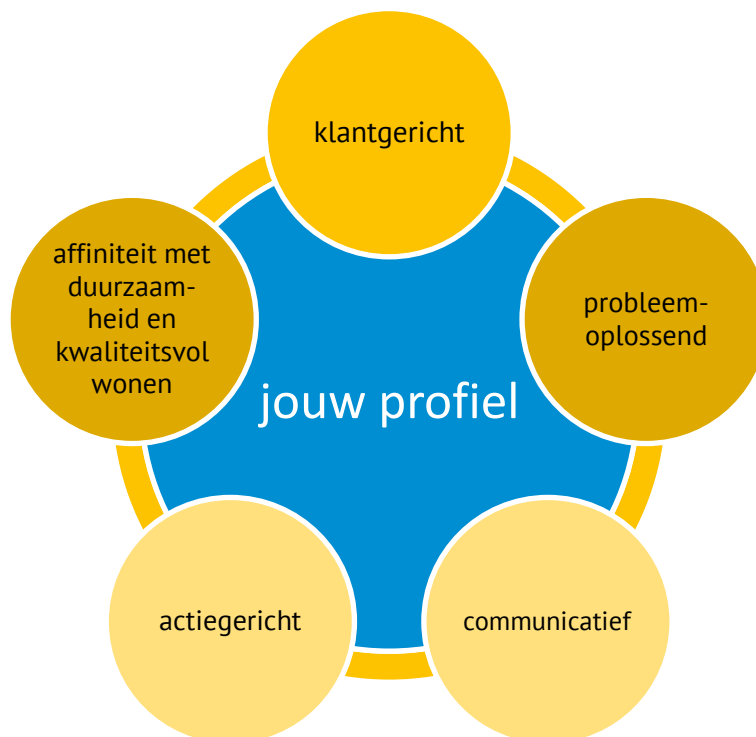 klantgericht
affiniteit met
duurzaam-
heid en
kwaliteitsvol
wonen
probleem-
oplossend
jouw profiel
actiegericht
communicatief